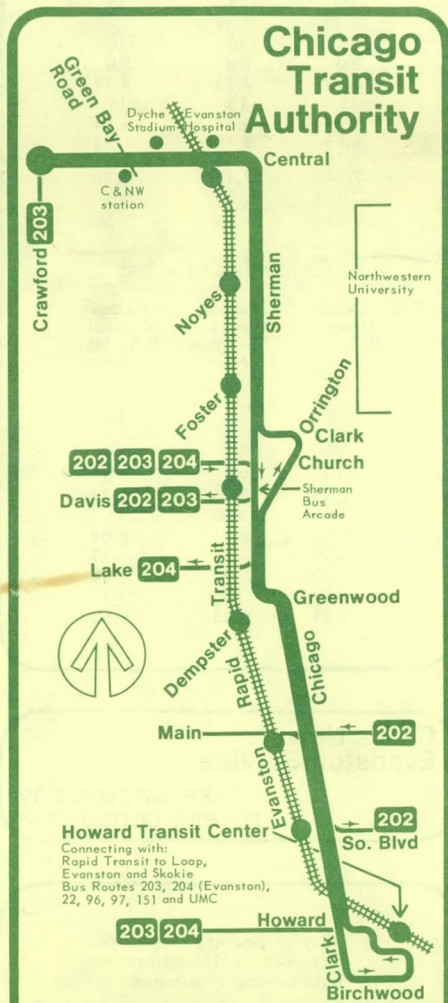 Chicago
Transit
Authority
Green Bay
Road
Dyche
Stadium
Evanston
Hospital
Central
C & NW
station
Crawford
203
Noyes
Sherman
Northwestern
University
Foster
Orrington
Clark
202 203 204
Church
Davis 202 203
Sherman
Bus
Arcade
Lake 204
Transit
Greenwood
Dempster
Rapid
Chicago
Main
202
Evanston
202
So. Blvd
Howard Transit Center
Connecting with:
Rapid Transit to Loop,
Evanston and Skokie
Bus Routes 203, 204 (Evanston),
22, 96, 97, 151 and UMC
Howard
203 204
Clark
Birchwood